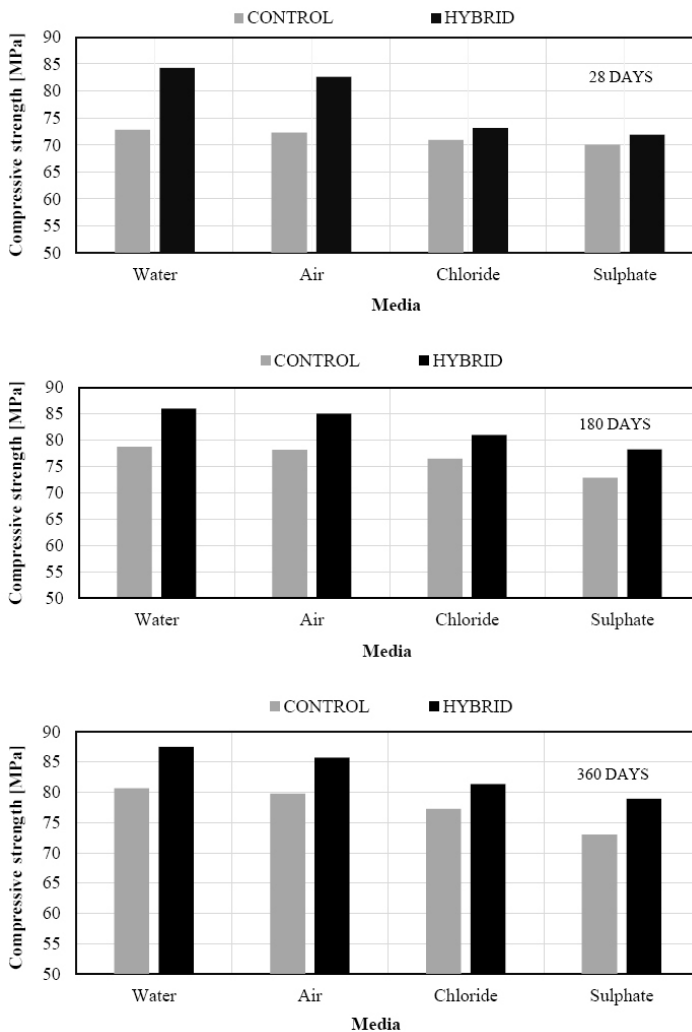 CONTROL HYBRID
Compressive strength [MPa]
90
85
80
75
70
65
60
55
50
28 DAYS
Water Air Chloride Sulphate
Media
CONTROL HYBRID
Compressive strength [MPa]
90
85
80
75
70
65
60
55
50
180 DAYS
Water Air Chloride Sulphate
Media
CONTROL HYBRID
Compressive strength [MPa]
90
85
80
75
70
65
60
55
50
360 DAYS
Water Air Chloride Sulphate
Media